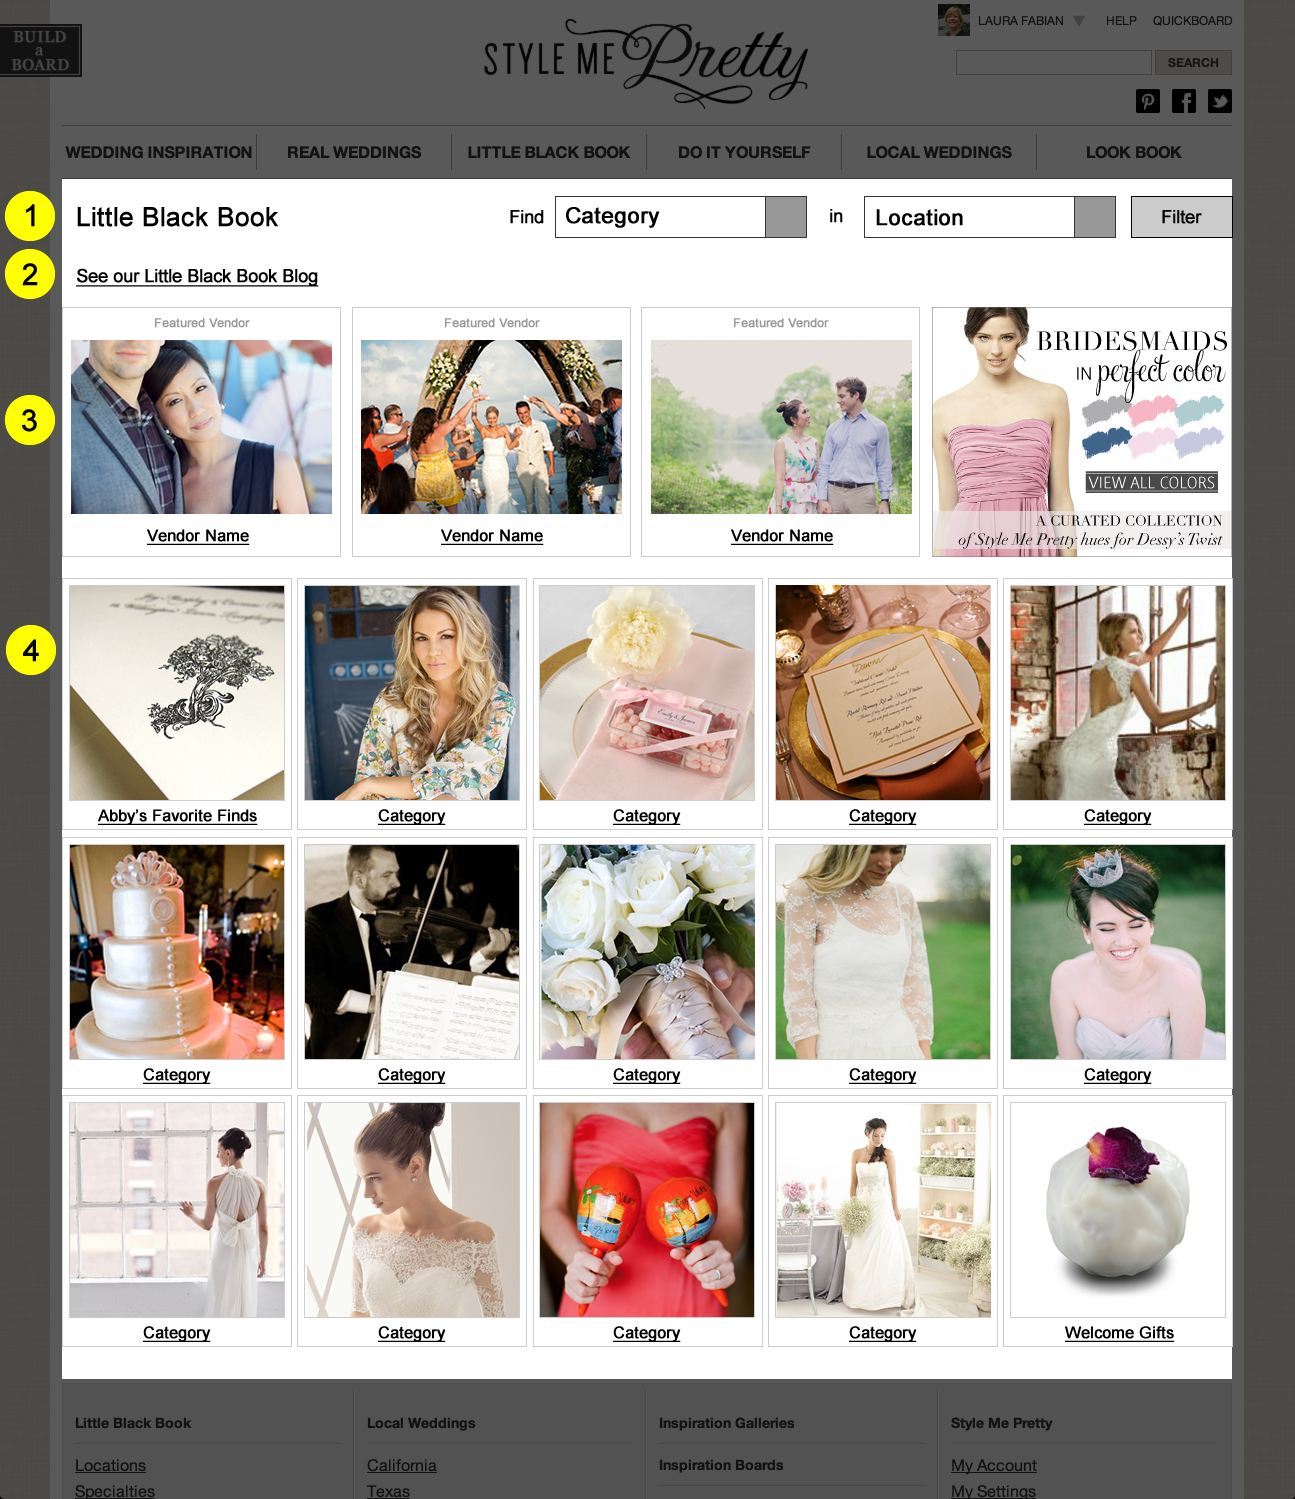 BUILD
a
BOARD
STYLE ME Pretty
LAURA FABIAN HELP QUICKBOARD
SEARCH
WEDDING INSPIRATION REAL WEDDINGS LITTLE BLACK BOOK DO IT YOURSELF LOCAL WEDDINGS LOOK BOOK
1 Little Black Book Find Category in Location Filter
2 See our Little Black Book Blog
3
Featured Vendor Featured Vendor Featured Vendor
Vendor Name Vendor Name Vendor Name
BRIDESMAIDS
IN perfect color
VIEW ALL COLORS
A CURATED COLLECTION
of Style Me Pretty hues for Dessy's Twist
4
Emily & James
Dinner
Abby's Favorite Finds Category Category Category Category
Category Category Category Category Category
Category Category Category Category Welcome Gifts
Little Black Book Local Weddings Inspiration Galleries Style Me Pretty
Locations California Inspiration Boards My Account
Specialties Texas My Settings